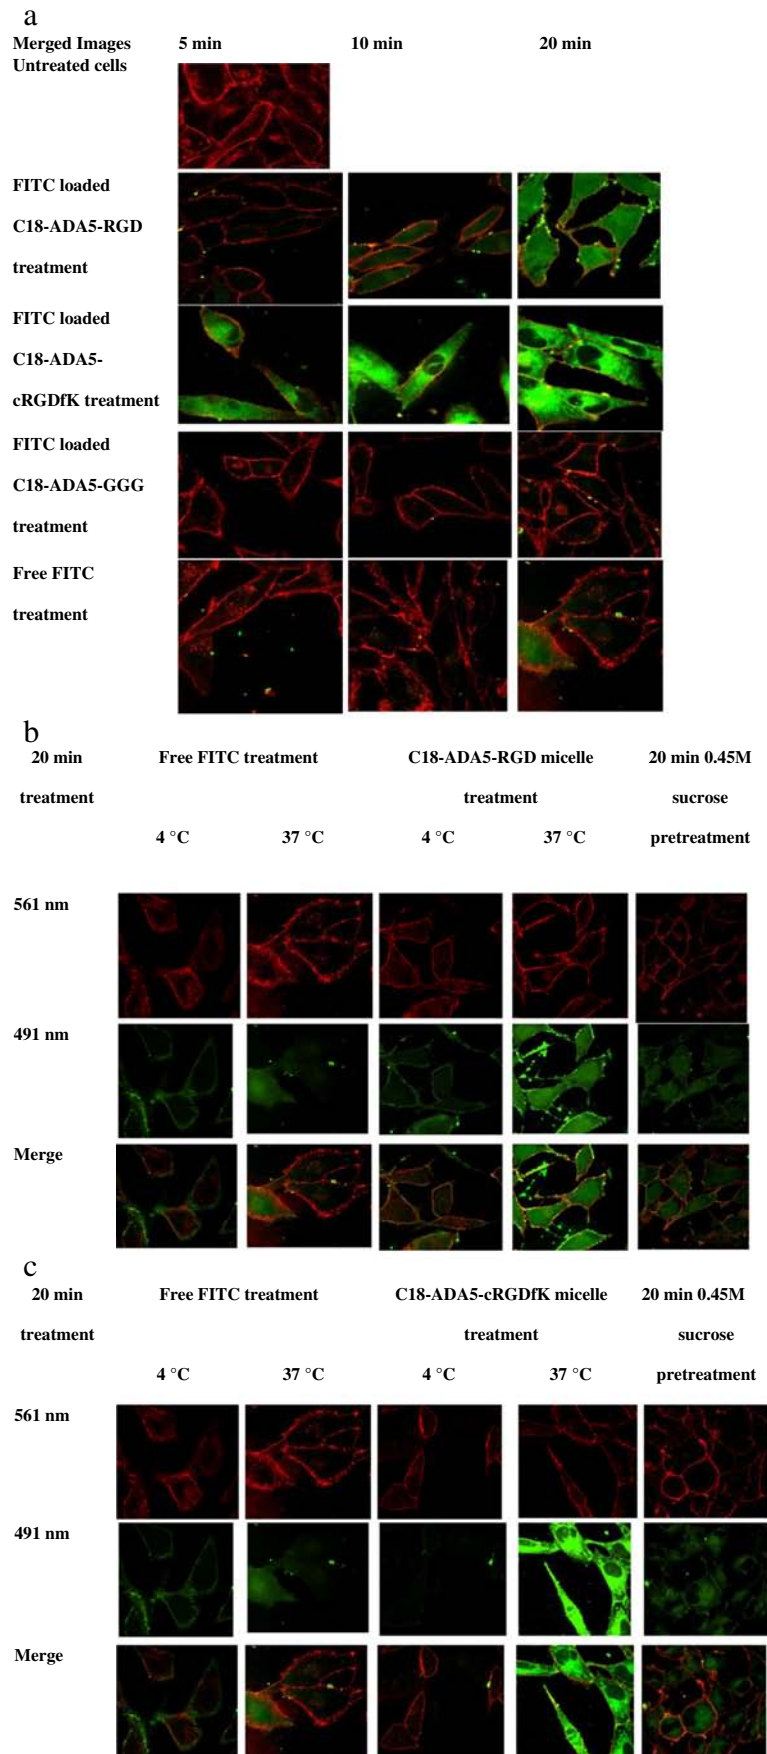 a
Merged Images 5 min 10 min 20 min
Untreated cells
FITC loaded
C18-ADA5-RGD
treatment
FITC loaded
C18-ADA5-
cRGDfK treatment
FITC loaded
C18-ADA5-GGG
treatment
Free FITC
treatment
b
20 min Free FITC treatment C18-ADA5-RGD micelle 20 min 0.45M
treatment treatment sucrose
4 °C 37 °C 4 °C 37 °C pretreatment
561 nm
491 nm
Merge
c
20 min Free FITC treatment C18-ADA5-cRGDfK micelle 20 min 0.45M
treatment treatment sucrose
4 °C 37 °C 4 °C 37 °C pretreatment
561 nm
491 nm
Merge